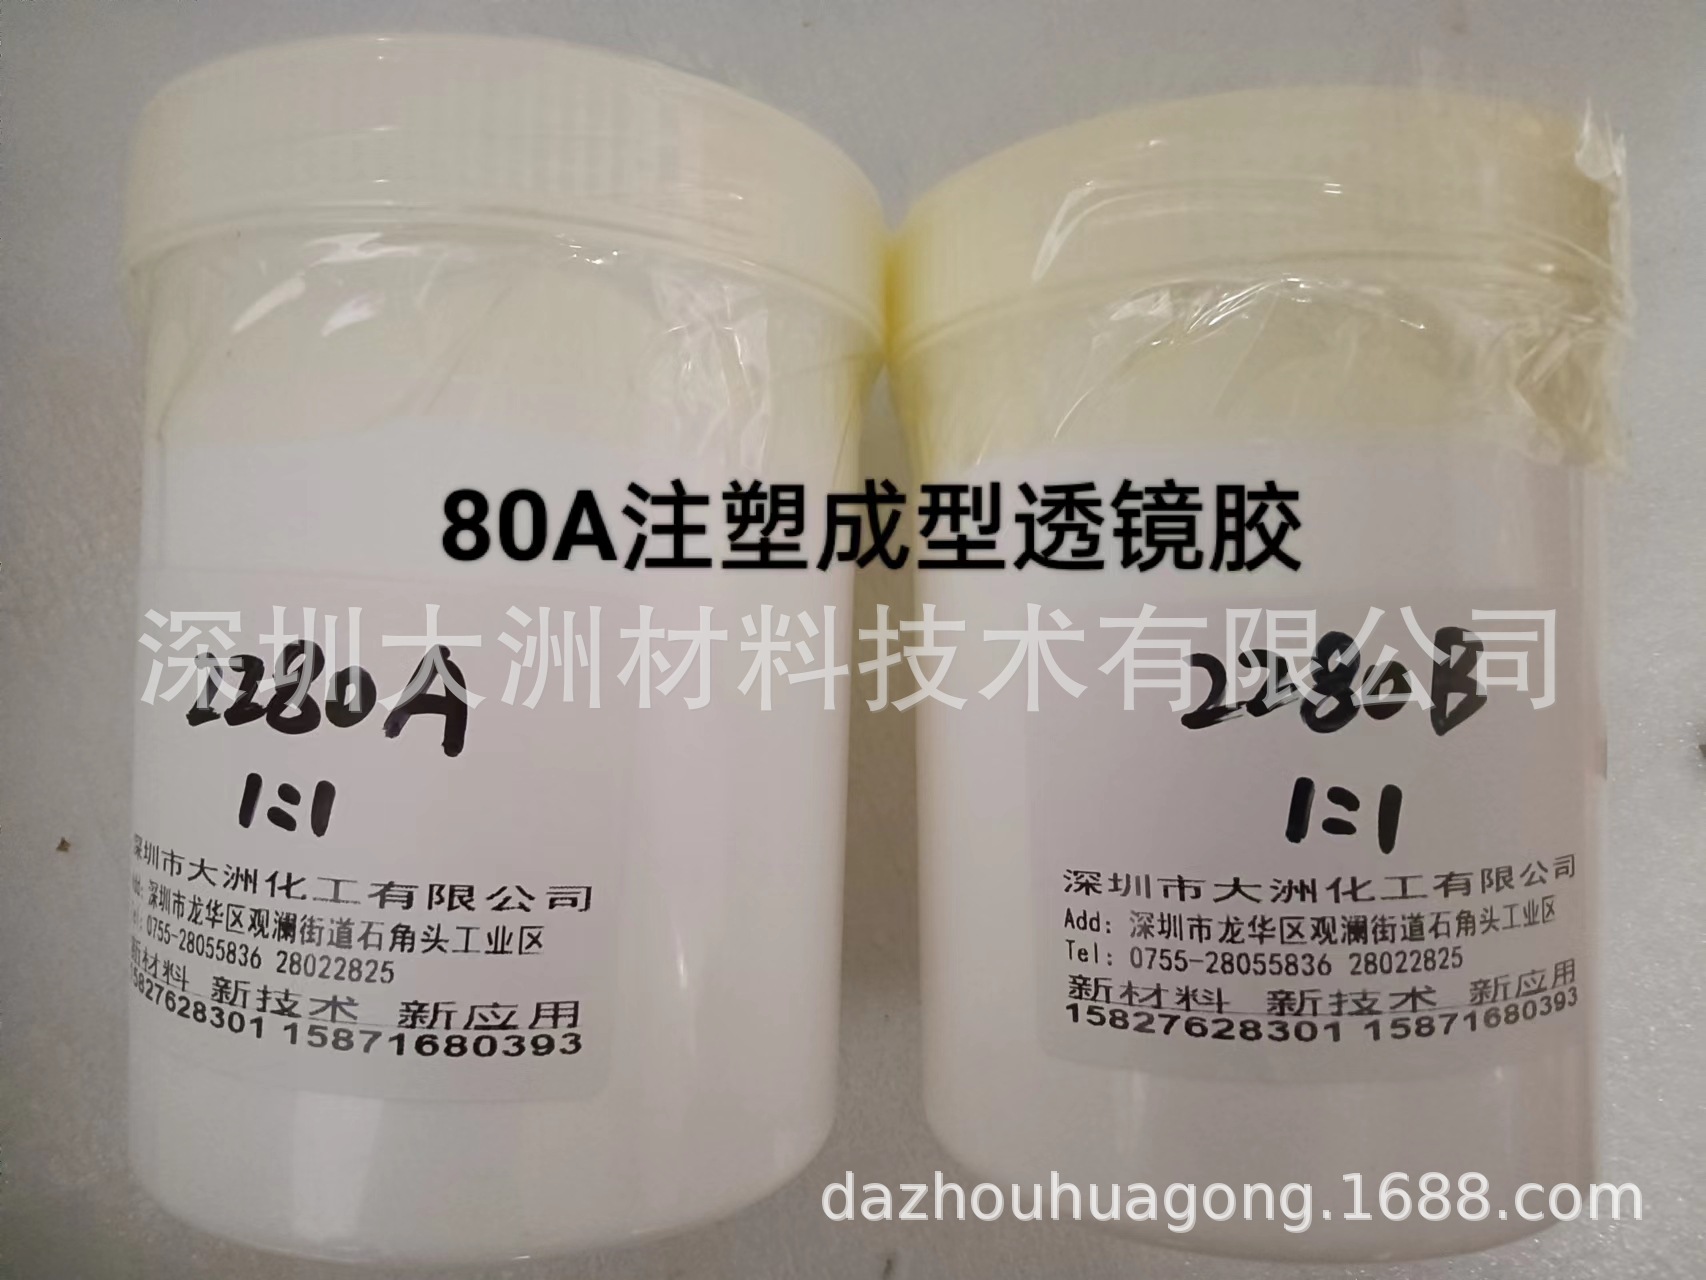 80A注塑成型透镜胶
深圳大洲材料技术有限公司
2280A
1:1
深圳市大洲化工有限公司
Add: 深圳市龙华区观澜街道石角头工业区
Tel: 0755-28055836 28022825
新材料 新技术 新应用
15827628301 15871680393
2280B
1:1
深圳市大洲化工有限公司
Add: 深圳市龙华区观澜街道石角头工业区
Tel: 0755-28055836 28022825
新材料 新技术 新应用
15827628301 15871680393
dazhouhuagong.1688.com